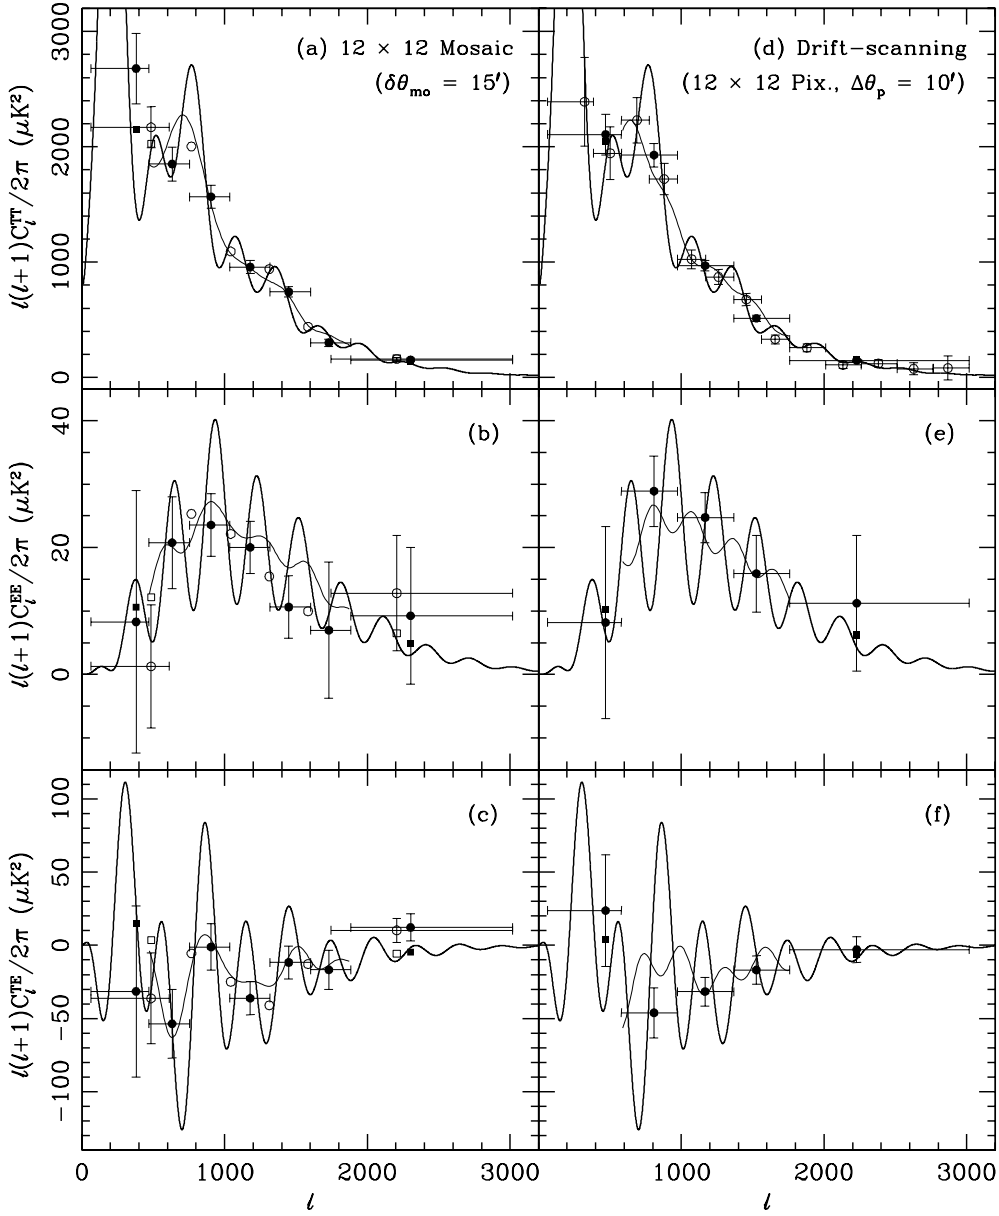 3000
2000
1000
0
l(l+1)C_l^TT/2π (μK²)
(a) 12 × 12 Mosaic
(δθ_mo = 15′)
(d) Drift−scanning
(12 × 12 Pix., Δθ_p = 10′)
40
20
0
l(l+1)C_l^EE/2π (μK²)
(b)
(e)
100
50
0
−50
−100
l(l+1)C_l^TE/2π (μK²)
(c)
(f)
0
1000
2000
3000
1000
2000
3000
l
l